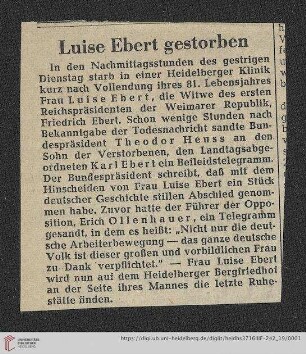 Luise Ebert gestorben
In den Nachmittagsstunden des gestrigen
Dienstag starb in einer Heidelberger Klinik
kurz nach Vollendung ihres 81. Lebensjahres
Frau Luise Ebert, die Witwe des ersten
Reichspräsidenten der Weimarer Republik,
Friedrich Ebert. Schon wenige Stunden nach
Bekanntgabe der Todesnachricht sandte Bun-
despräsident Theodor Heuss an den
Sohn der Verstorbenen, den Landtagsabge-
ordneten Karl Ebert ein Beileidstelegramm.
Der Bundespräsident schreibt, daß mit dem
Hinscheiden von Frau Luise Ebert ein Stück
deutscher Geschichte stillen Abschied genom-
men habe. Zuvor hatte der Führer der Oppo-
sition, Erich Ollenhauer, ein Telegramm
gesandt, in dem es heißt: „Nicht nur die deut-
sche Arbeiterbewegung — das ganze deutsche
Volk ist dieser großen und vorbildlichen Frau
zu Dank verpflichtet." — Frau Luise Ebert
wird nun auf dem Heidelberger Bergfriedhof
an der Seite ihres Mannes die letzte Ruhe-
stätte finden.
UNIVERSITÄTS-
BIBLIOTHEK
HEIDELBERG